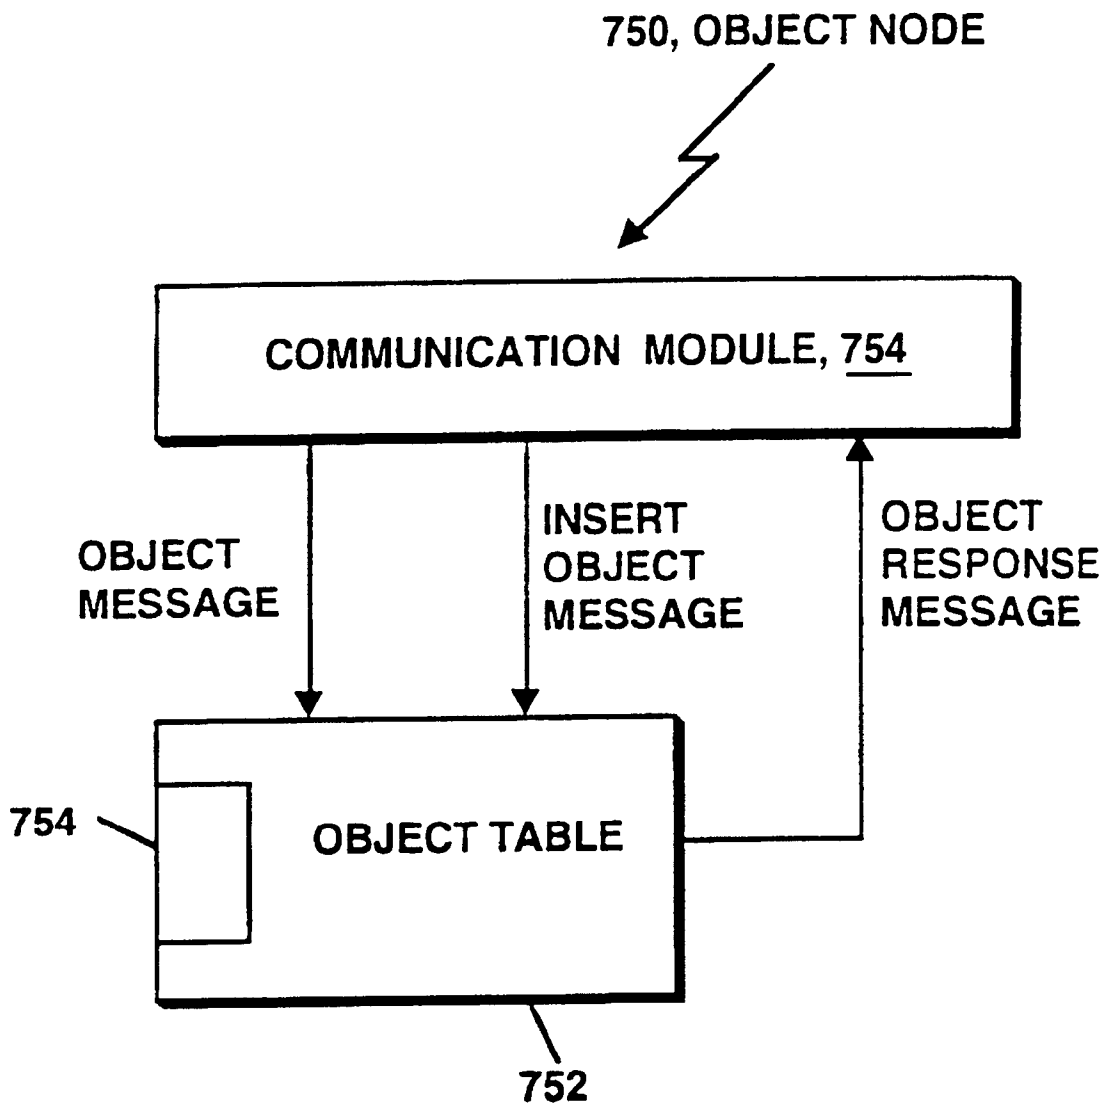 750, OBJECT NODE
COMMUNICATION MODULE, 754
OBJECT
MESSAGE
INSERT
OBJECT
MESSAGE
OBJECT
RESPONSE
MESSAGE
754
OBJECT TABLE
752